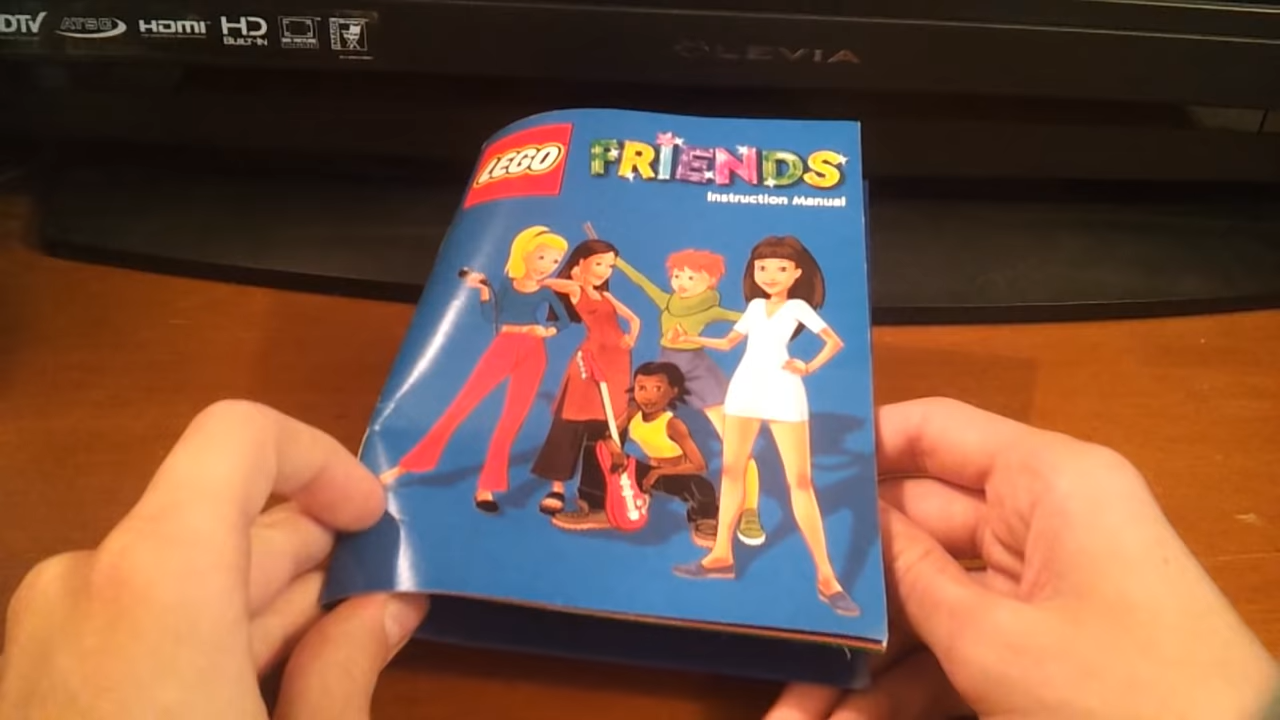 DTV ATSC HDMI HD
BUILT-IN
OLEVIA
LEGO FRIENDS
Instruction Manual